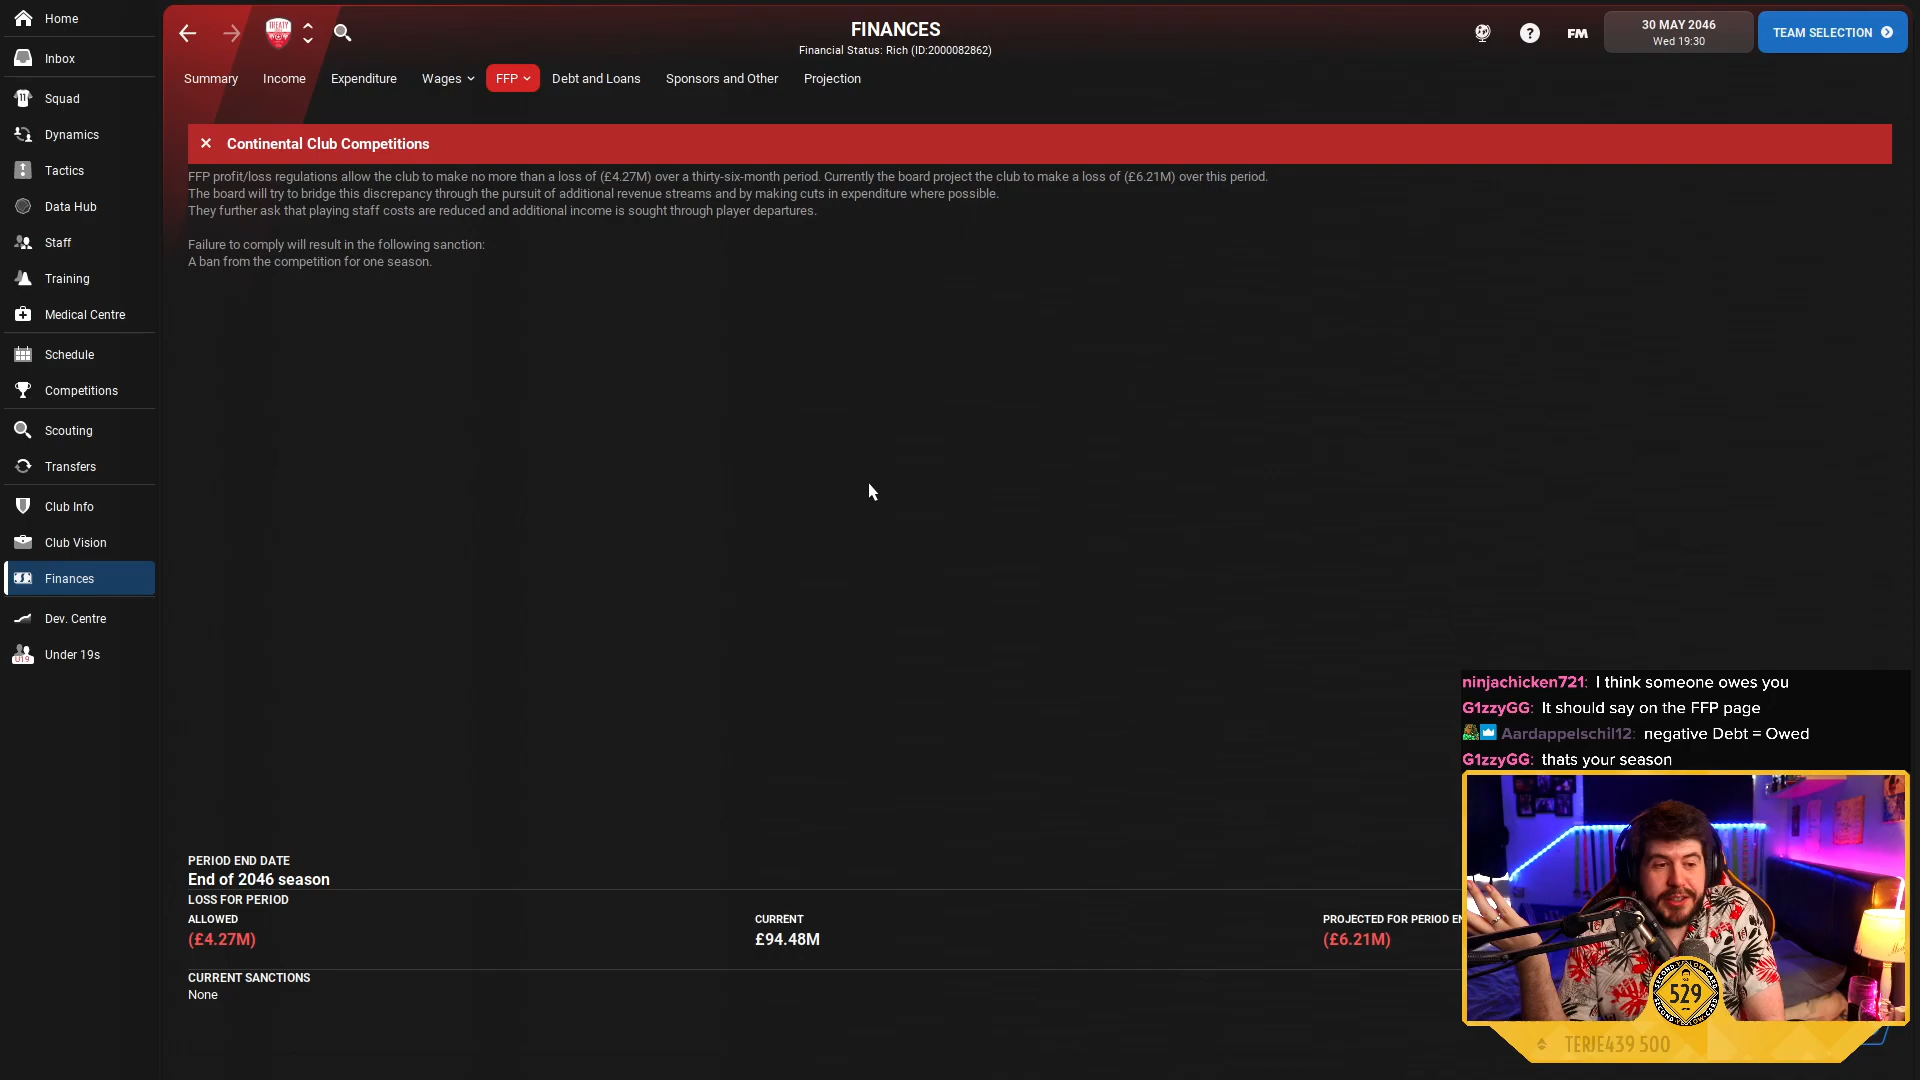 Home
Inbox
Squad
Dynamics
Tactics
Data Hub
Staff
Training
Medical Centre
Schedule
Competitions
Scouting
Transfers
Club Info
Club Vision
Finances
Dev. Centre
Under 19s
11
U19
TREATY
FINANCES
Financial Status: Rich (ID:2000082862)
?
FM
30 MAY 2046
Wed 19:30
TEAM SELECTION
Summary
Income
Expenditure
Wages
FFP
Debt and Loans
Sponsors and Other
Projection
Continental Club Competitions
FFP profit/loss regulations allow the club to make no more than a loss of (£4.27M) over a thirty-six-month period. Currently the board project the club to make a loss of (£6.21M) over this period.
The board will try to bridge this discrepancy through the pursuit of additional revenue streams and by making cuts in expenditure where possible.
They further ask that playing staff costs are reduced and additional income is sought through player departures.
Failure to comply will result in the following sanction:
A ban from the competition for one season.
PERIOD END DATE
End of 2046 season
LOSS FOR PERIOD
ALLOWED
(£4.27M)
CURRENT
£94.48M
PROJECTED FOR PERIOD EN
(£6.21M)
CURRENT SANCTIONS
None
ninjachicken721: I think someone owes you
G1zzyGG: It should say on the FFP page
Aardappelschil12: negative Debt = Owed
G1zzyGG: thats your season
SECOND YELLOW CARD
529
TERJE439 500